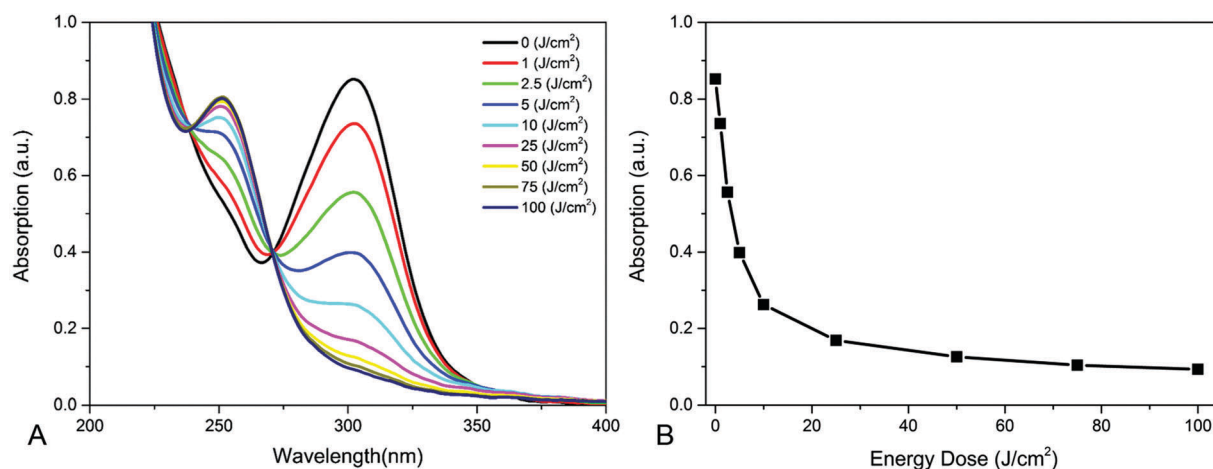 1.0
0.8
0.6
0.4
0.2
0.0
Absorption (a.u.)
200
250
300
350
400
Wavelength(nm)
0 (J/cm²)
1 (J/cm²)
2.5 (J/cm²)
5 (J/cm²)
10 (J/cm²)
25 (J/cm²)
50 (J/cm²)
75 (J/cm²)
100 (J/cm²)
A
1.0
0.8
0.6
0.4
0.2
0.0
Absorption (a.u.)
0
20
40
60
80
100
Energy Dose (J/cm²)
B